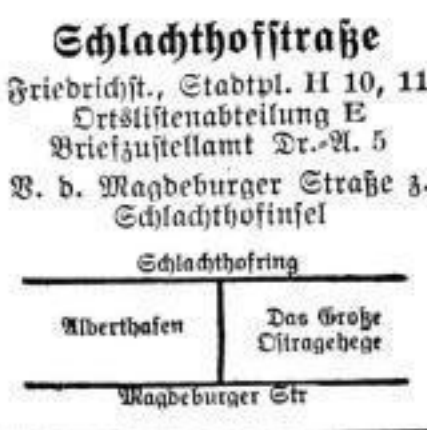 Schlachthofstraße
Friedrichst., Stadtpl. H 10, 11
Ortslistenabteilung E
Briefzustellamt Dr.-A. 5
V. d. Magdeburger Straße z.
Schlachthofinsel
Schlachthofring
Alberthafen
Das Große
Ostragehege
Magdeburger Str